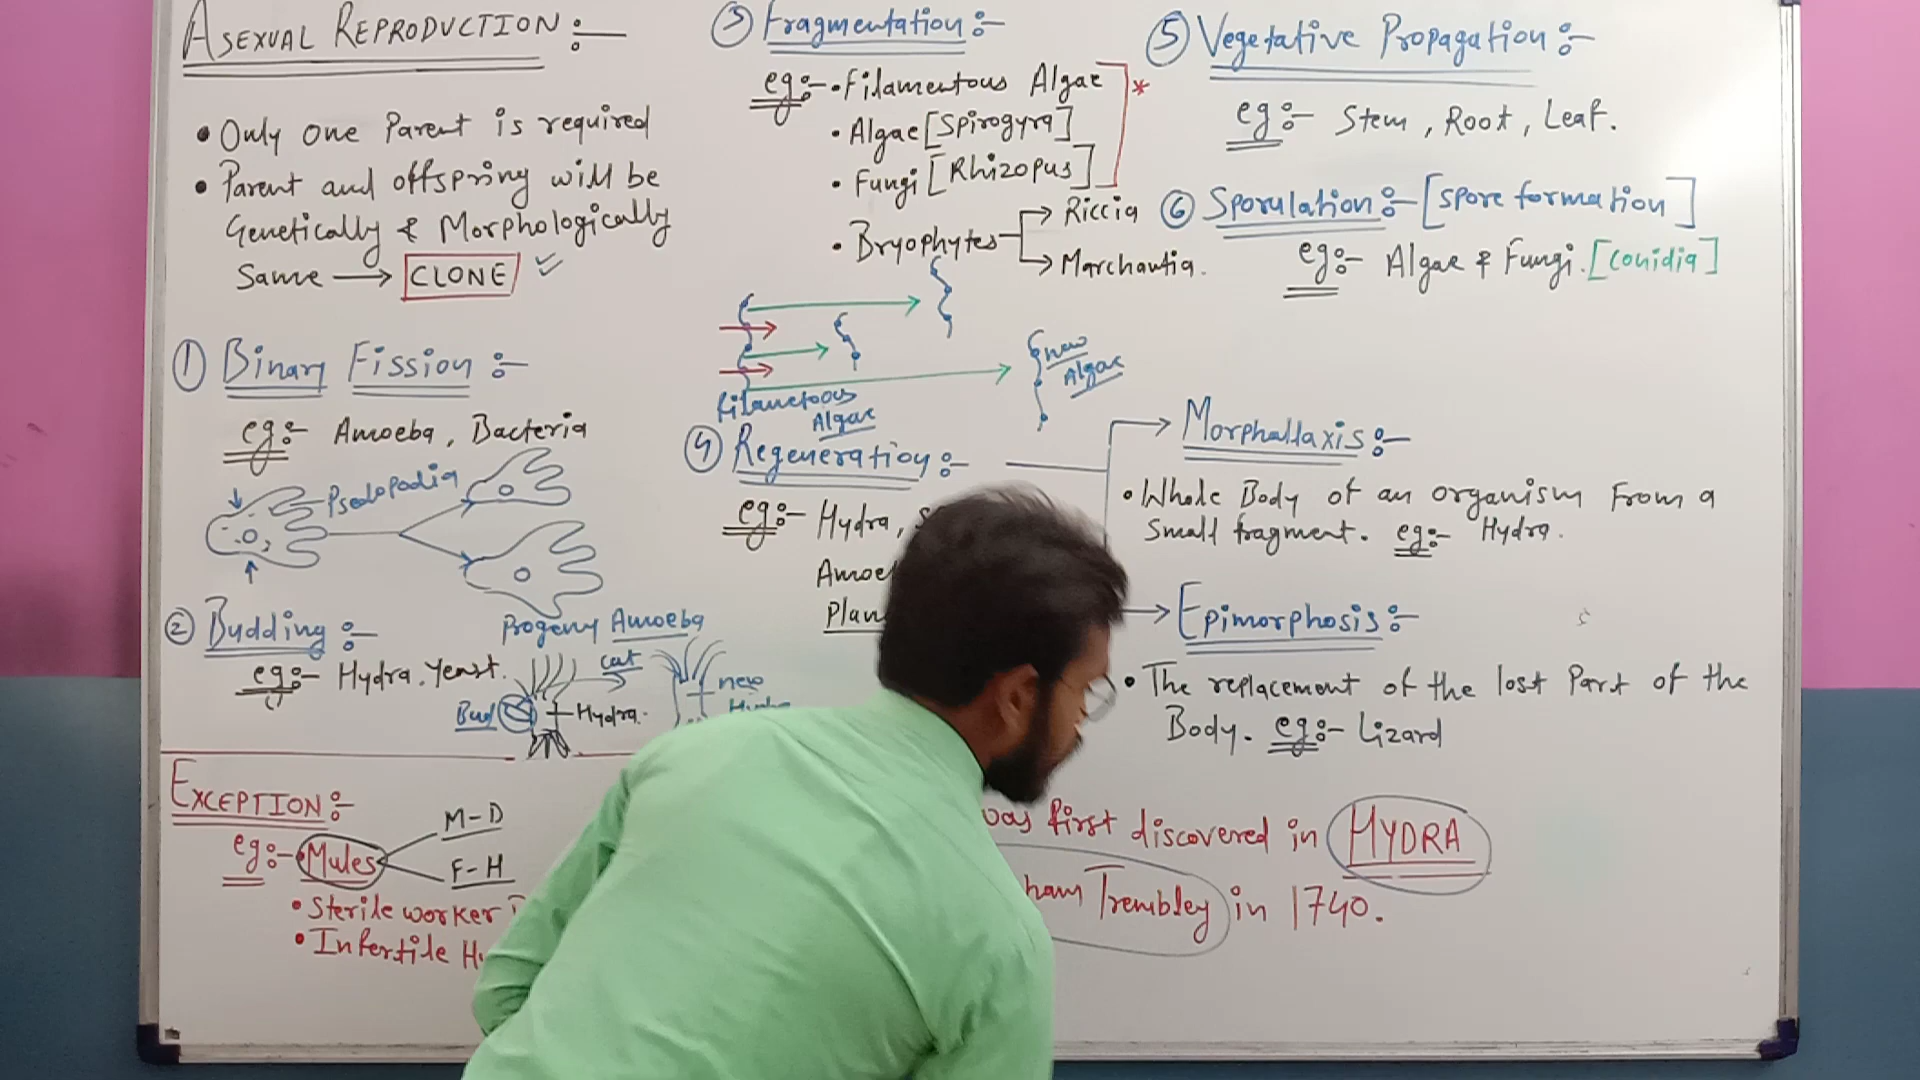 ASEXUAL REPRODUCTION :-
• Only one Parent is required
• Parent and offspring will be
Genetically & Morphologically
Same → CLONE
① Binary Fission :-
eg:- Amoeba, Bacteria
Psedopodia
Progeny Amoeba
② Budding :-
eg:- Hydra, Yeast.
Bud
Hydra.
cut
new
EXCEPTION :-
eg:- • Mules
M-D
F-H
• Sterile worker
• Infertile
③ Fragmentation :-
eg:- • Filamentous Algae *
• Algae [Spirogyra]
• Fungi [Rhizopus]
• Bryophytes
→ Riccia
→ Marchantia.
filamentous
Algae
new
Algae
④ Regeneration :-
eg:- Hydra,
→ Morphallaxis :-
• Whole Body of an organism From a
Small fragment. eg:- Hydra.
→ Epimorphosis :-
• The replacement of the lost Part of the
Body. eg:- Lizard
first discovered in HYDRA
Trembley in 1740.
⑤ Vegetative Propagation :-
eg:- Stem, Root, Leaf.
⑥ Sporulation :- [Spore formation]
eg:- Algae & Fungi. [Conidia]